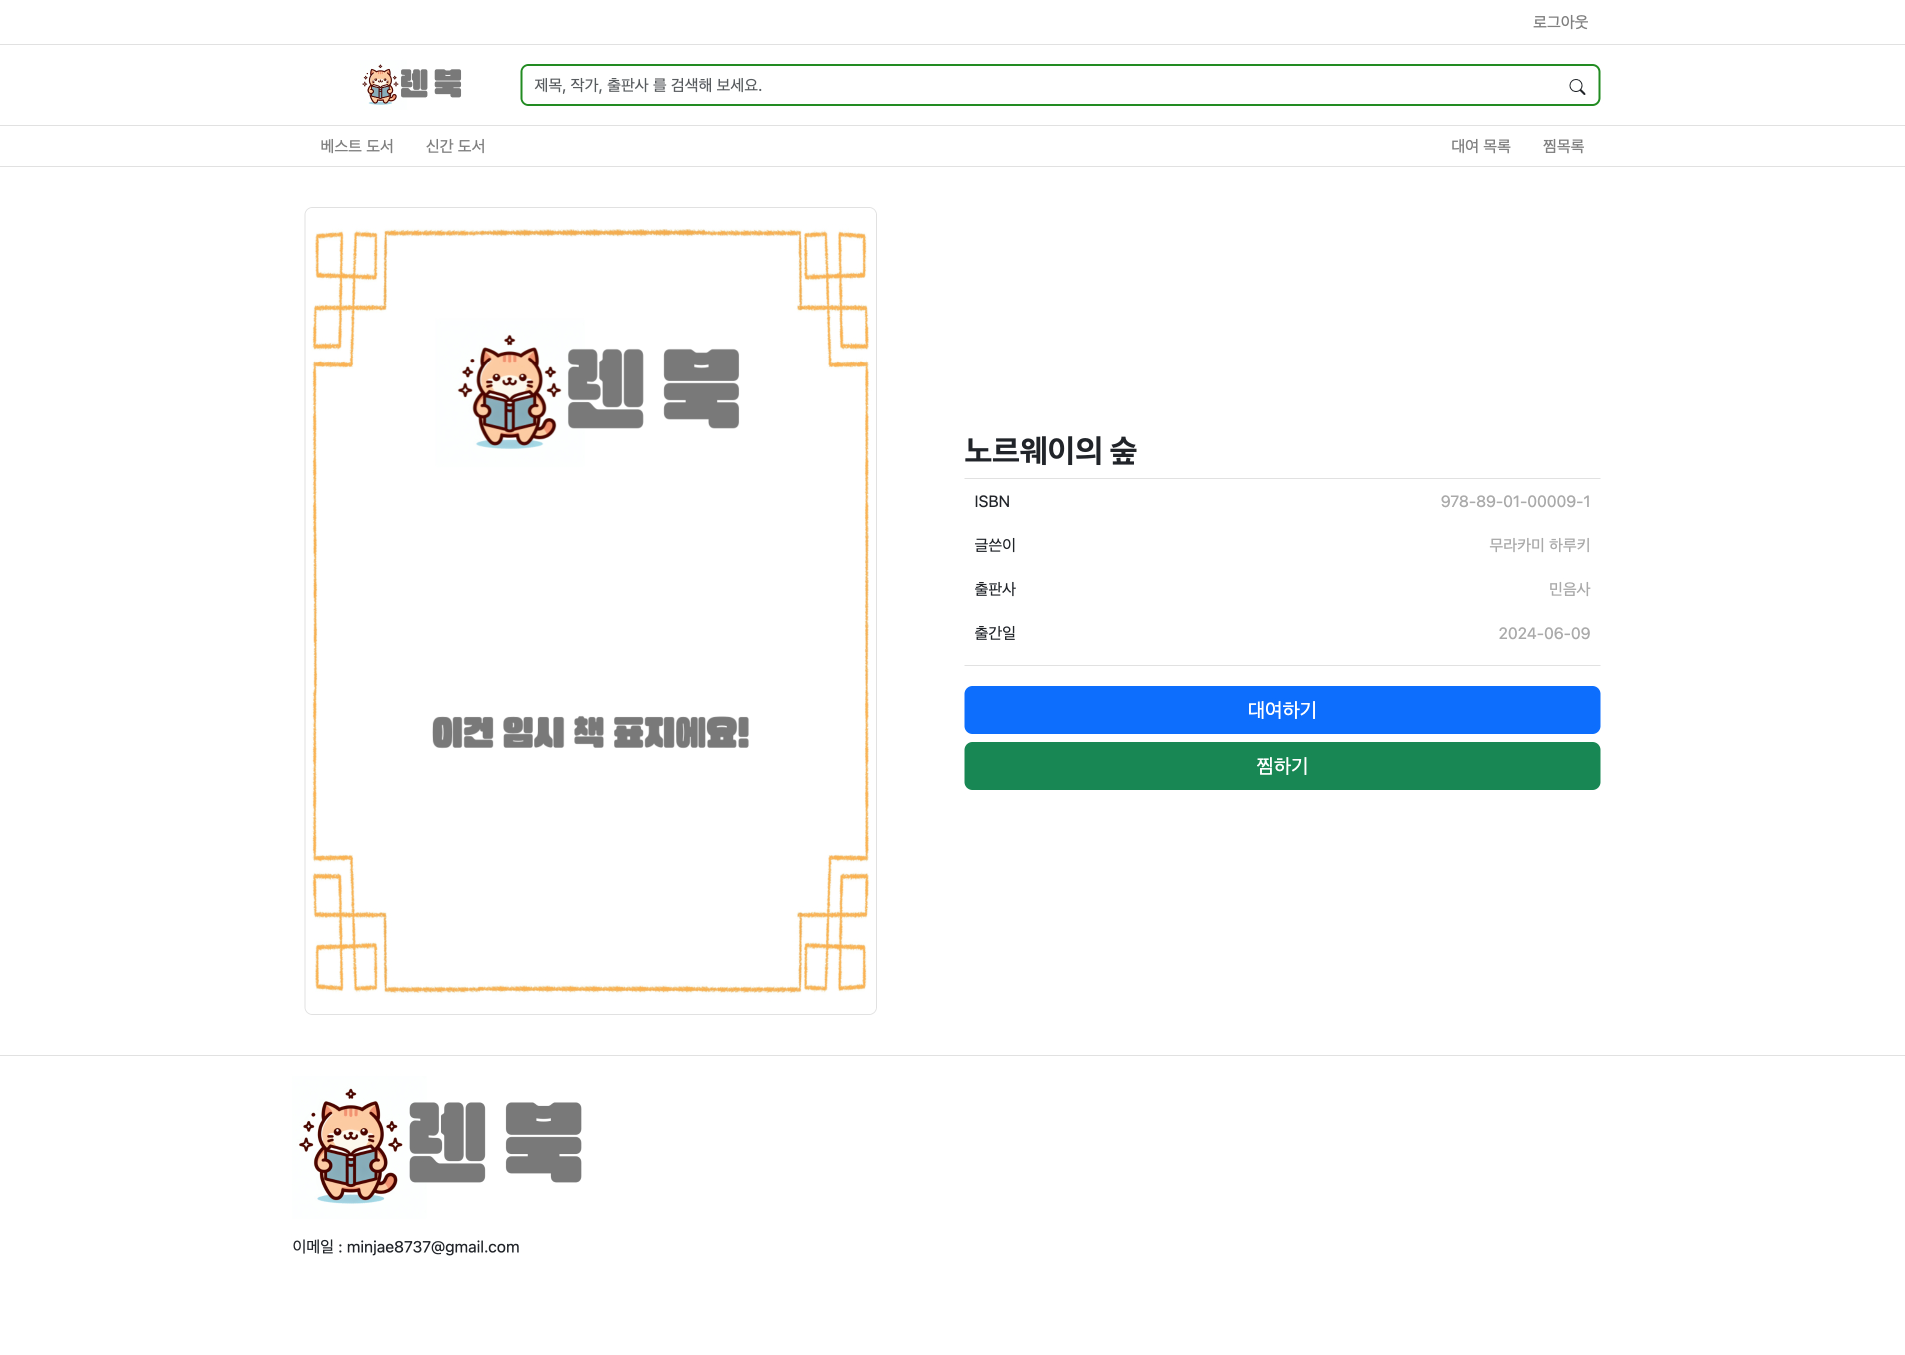 로그아웃
렌 북
제목, 작가, 출판사 를 검색해 보세요.
베스트 도서 신간 도서 대여 목록 찜목록
렌 북
이건 임시 책 표지에요!
노르웨이의 숲
ISBN 978-89-01-00009-1
글쓴이 무라카미 하루키
출판사 민음사
출간일 2024-06-09
대여하기
찜하기
렌 북
이메일 : minjae8737@gmail.com